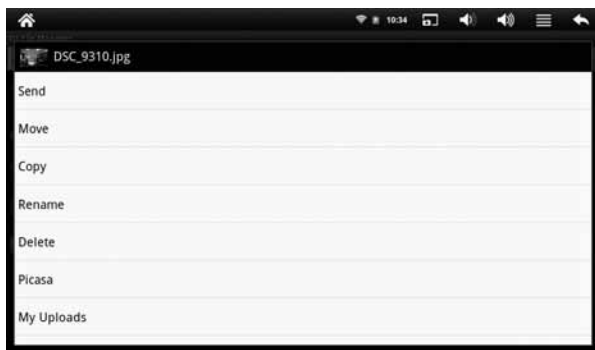 10:34
DSC_9310.jpg
Send
Move
Copy
Rename
Delete
Picasa
My Uploads